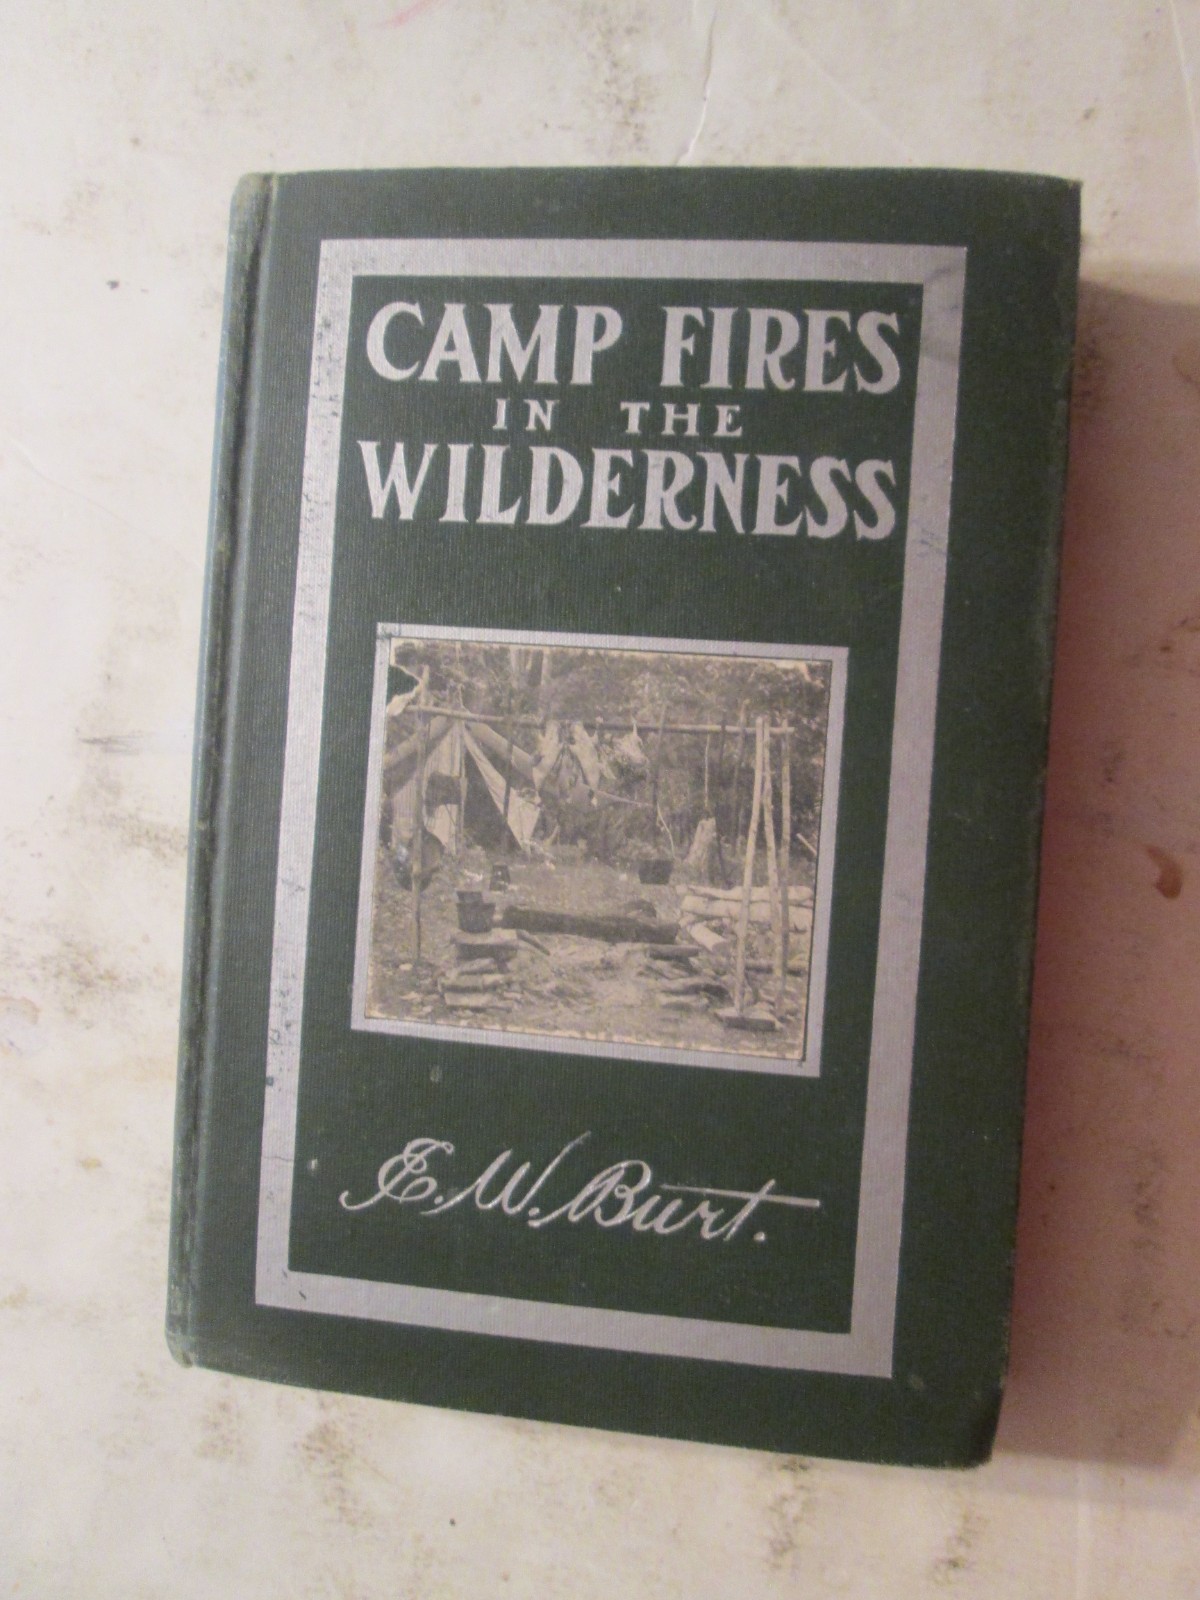 CAMP FIRES
IN THE
WILDERNESS
E. W. Burt.